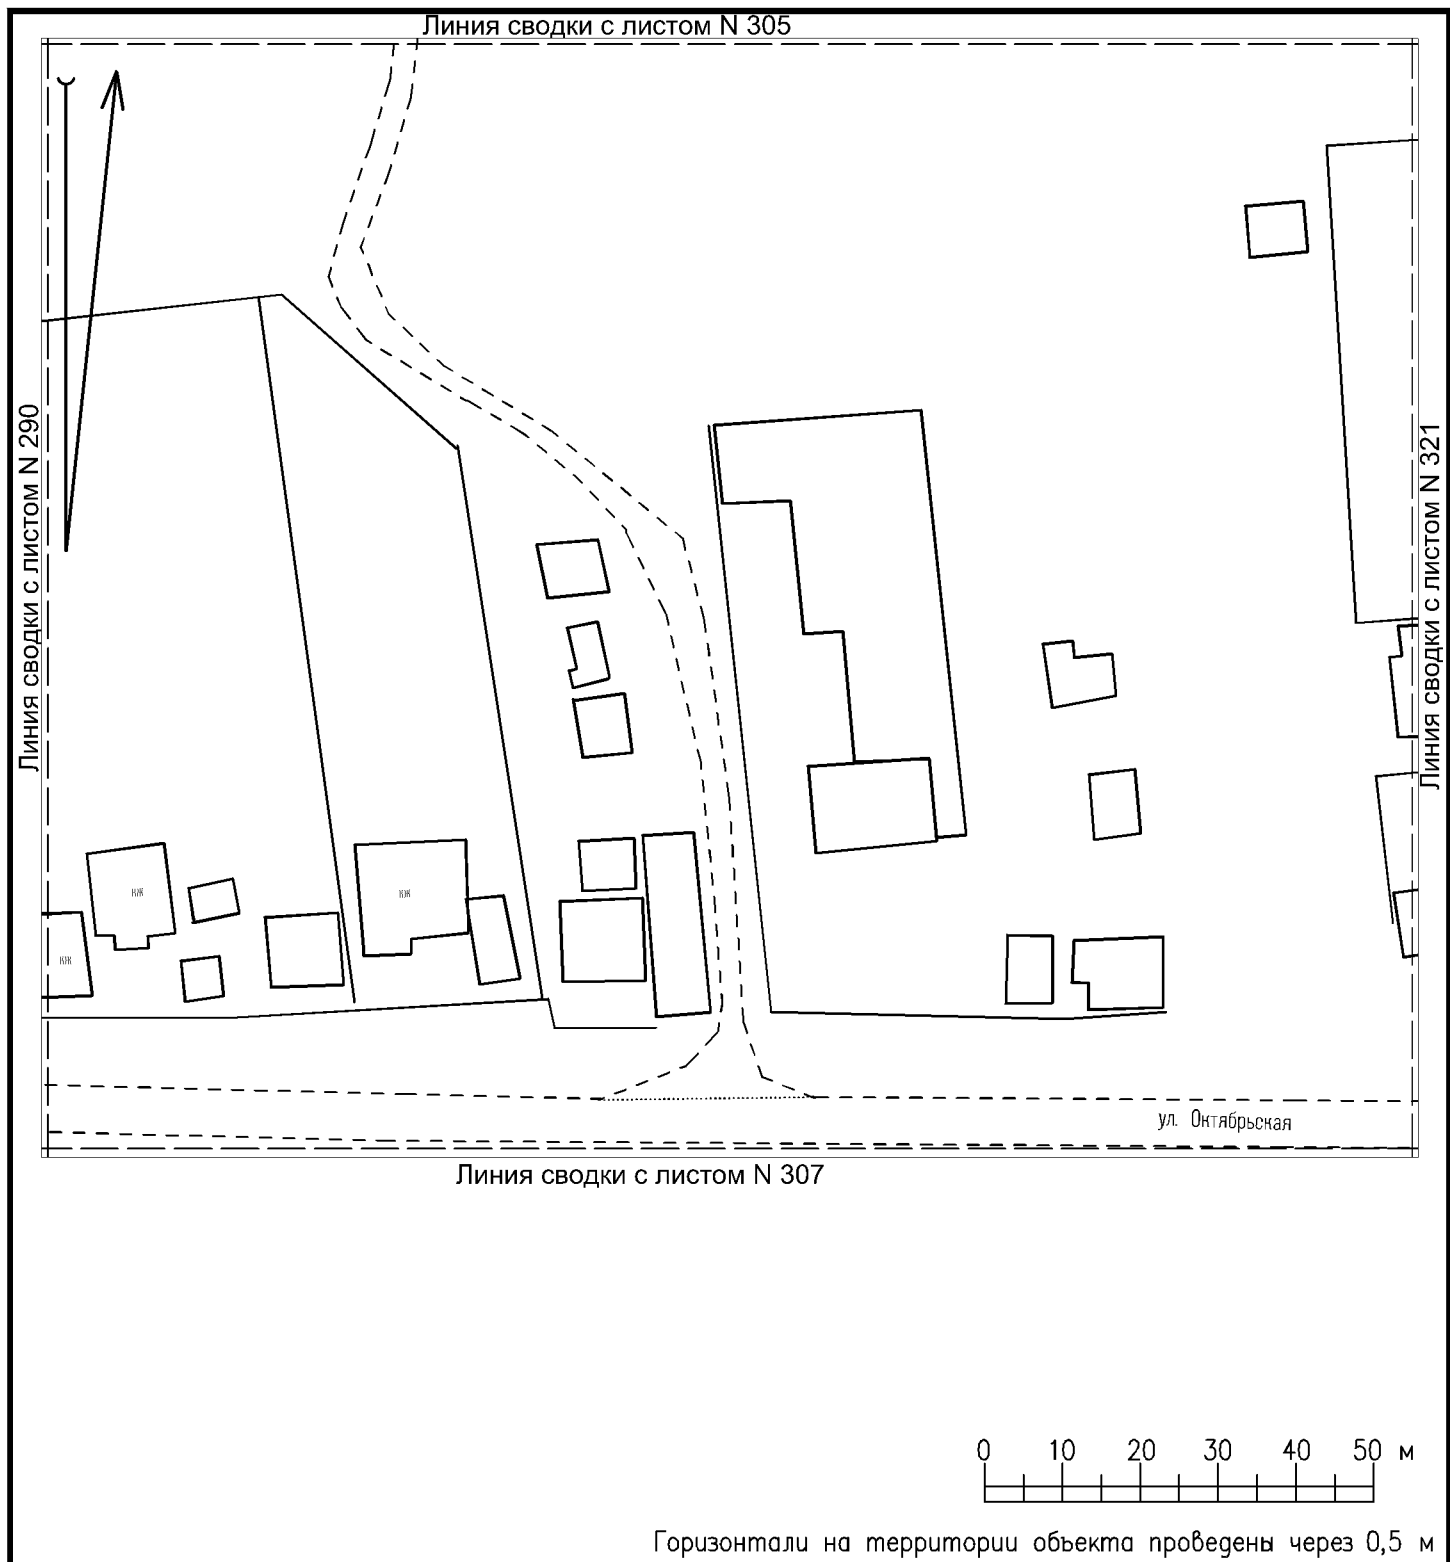 Линия сводки с листом N 305
Линия сводки с листом N 290
Линия сводки с листом N 321
кж
кж
кж
ул. Октябрьская
Линия сводки с листом N 307
0 10 20 30 40 50 м
Горизонтали на территории объекта проведены через 0,5 м